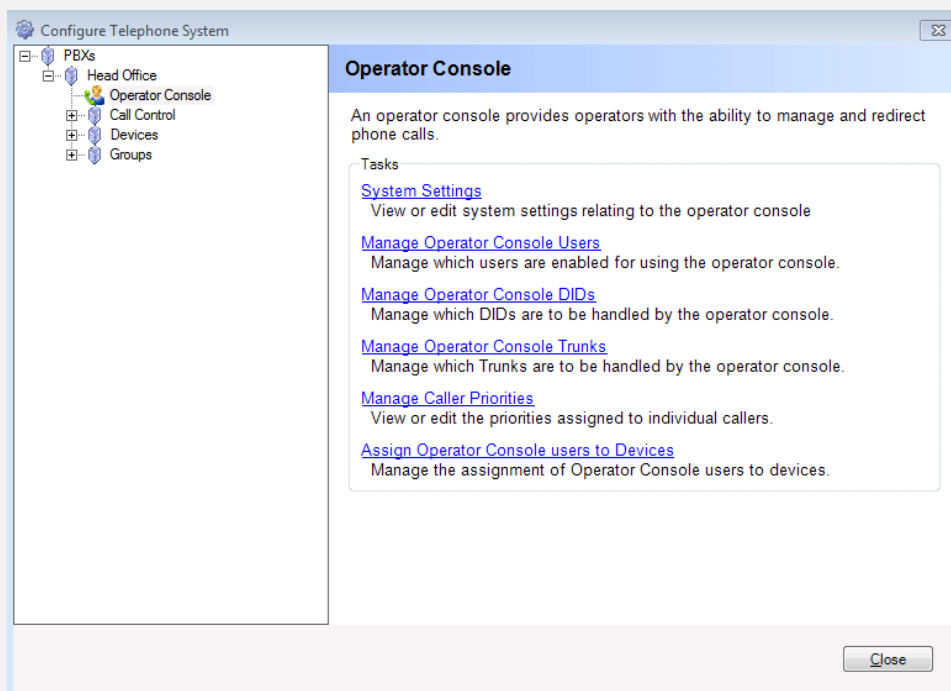 Configure Telephone System
PBXs
Head Office
Operator Console
Call Control
Devices
Groups
Operator Console
An operator console provides operators with the ability to manage and redirect
phone calls.
Tasks
System Settings
View or edit system settings relating to the operator console
Manage Operator Console Users
Manage which users are enabled for using the operator console.
Manage Operator Console DIDs
Manage which DIDs are to be handled by the operator console.
Manage Operator Console Trunks
Manage which Trunks are to be handled by the operator console.
Manage Caller Priorities
View or edit the priorities assigned to individual callers.
Assign Operator Console users to Devices
Manage the assignment of Operator Console users to devices.
Close